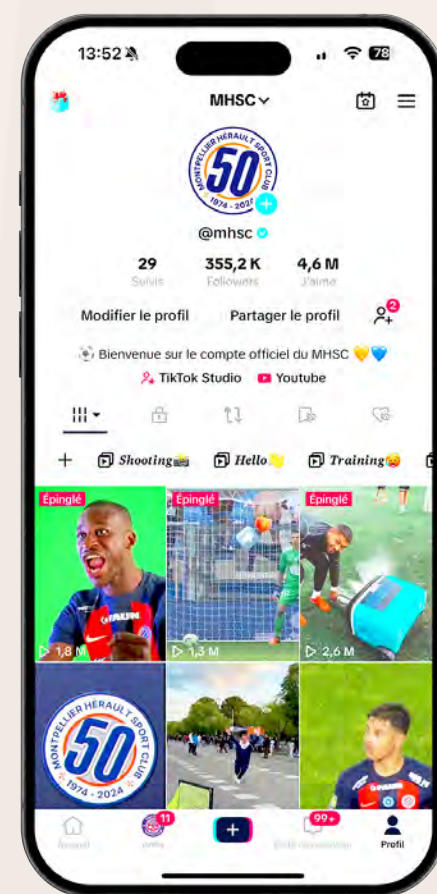 13:52
78
MHSC
MONTPELLIER HÉRAULT SPORT CLUB
50
1974 - 2024
@mhsc
29 355,2 K 4,6 M
Suivis Followers J'aime
Modifier le profil Partager le profil 2
Bienvenue sur le compte officiel du MHSC
TikTok Studio Youtube
Shooting Hello Training
Épinglé Épinglé Épinglé
1,8 M 1,3 M 2,6 M
MONTPELLIER HÉRAULT SPORT CLUB
50
1974 - 2024
11 99+
Accueil Profil